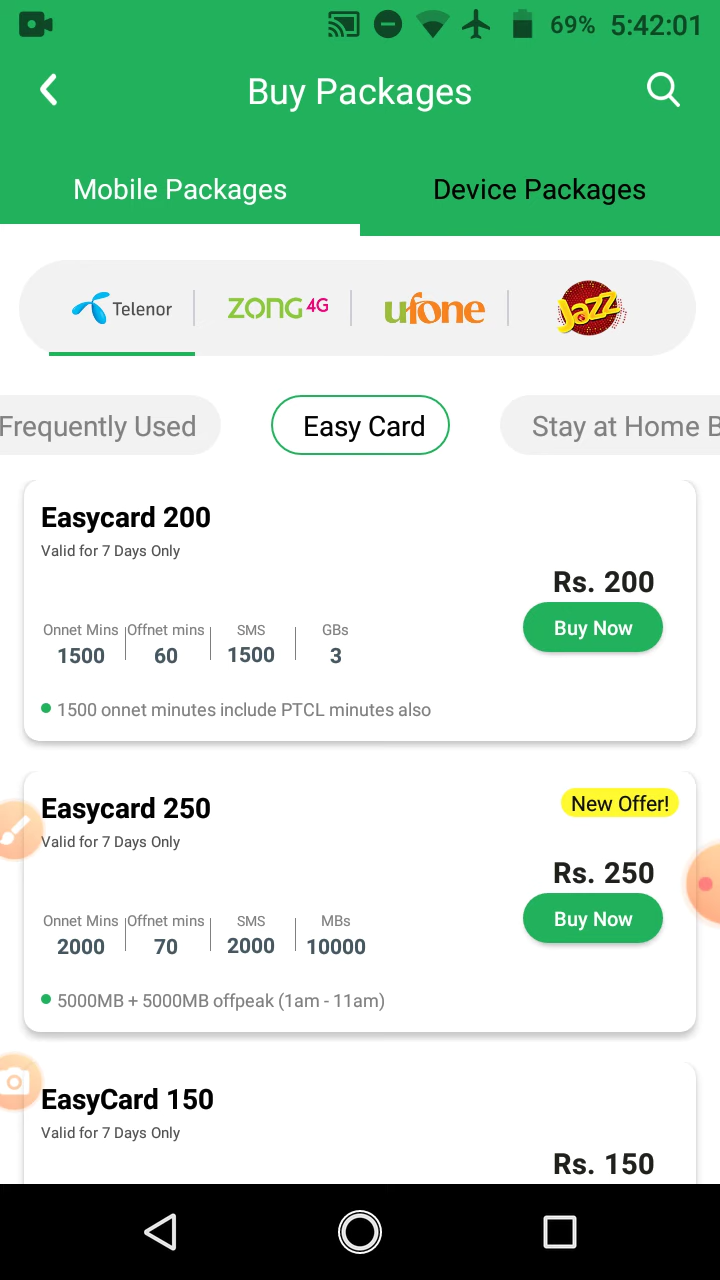 69% 5:42:01
Buy Packages
Mobile Packages Device Packages
Telenor ZONG 4G ufone Jazz
Frequently Used Easy Card Stay at Home B
Easycard 200
Valid for 7 Days Only
Rs. 200
Buy Now
Onnet Mins Offnet mins SMS GBs
1500 60 1500 3
1500 onnet minutes include PTCL minutes also
New Offer!
Easycard 250
Valid for 7 Days Only
Rs. 250
Buy Now
Onnet Mins Offnet mins SMS MBs
2000 70 2000 10000
5000MB + 5000MB offpeak (1am - 11am)
EasyCard 150
Valid for 7 Days Only
Rs. 150